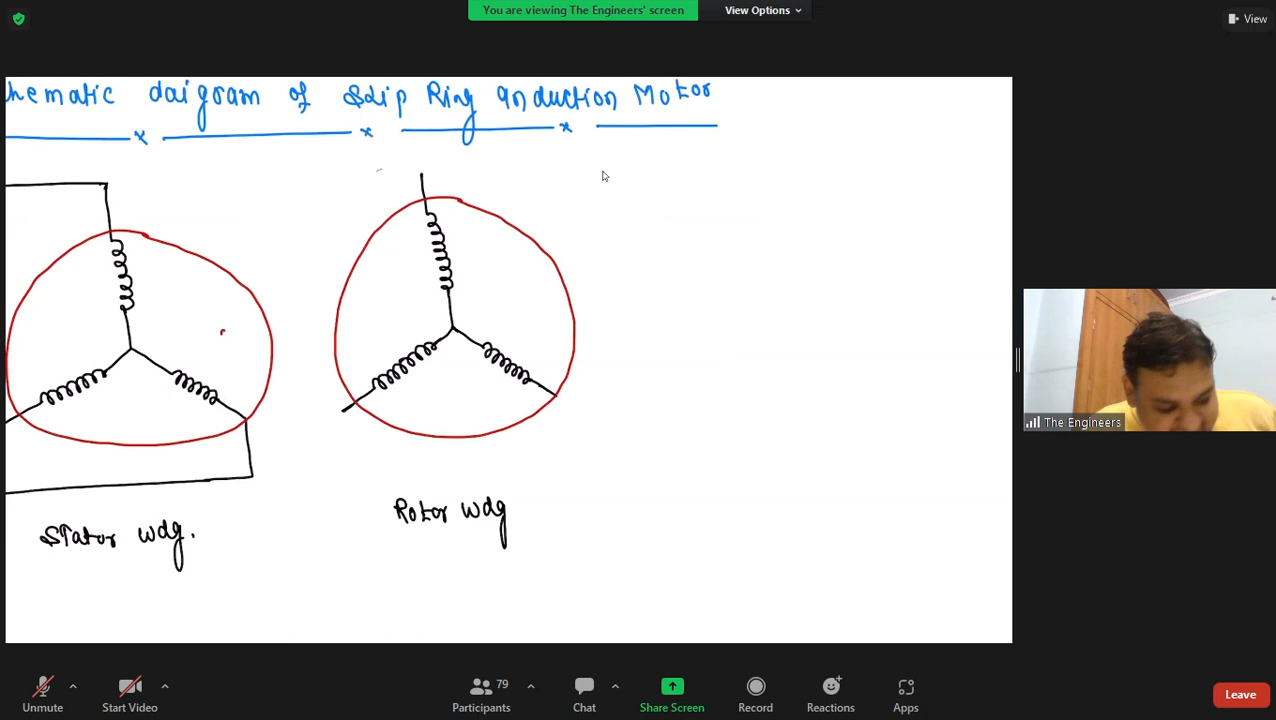 You are viewing The Engineers' screen
View Options
View
hematic daigram of Slip Ring Induction Motor
The Engineers
Rotor wdg
Stator wdg.
79
Unmute
Start Video
Participants
Chat
Share Screen
Record
Reactions
Apps
Leave